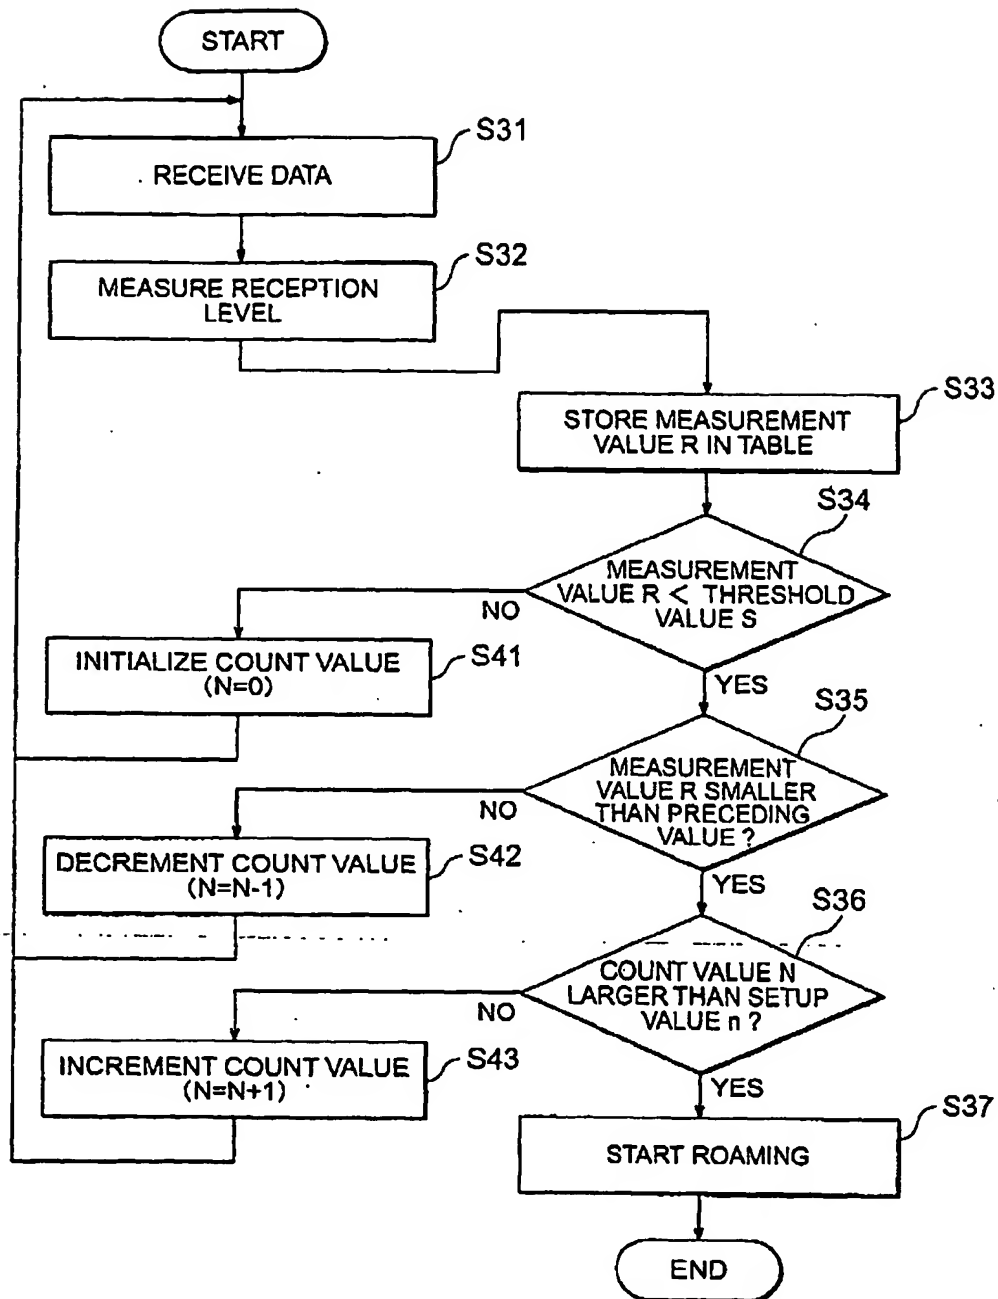 START
S31
RECEIVE DATA
S32
MEASURE RECEPTION
LEVEL
S33
STORE MEASUREMENT
VALUE R IN TABLE
S34
MEASUREMENT
VALUE R < THRESHOLD
VALUE S
NO
YES
INITIALIZE COUNT VALUE
(N=0)
S41
S35
MEASUREMENT
VALUE R SMALLER
THAN PRECEDING
VALUE ?
NO
YES
DECREMENT COUNT VALUE
(N=N-1)
S42
S36
COUNT VALUE N
LARGER THAN SETUP
VALUE n ?
NO
YES
INCREMENT COUNT VALUE
(N=N+1)
S43
S37
START ROAMING
END